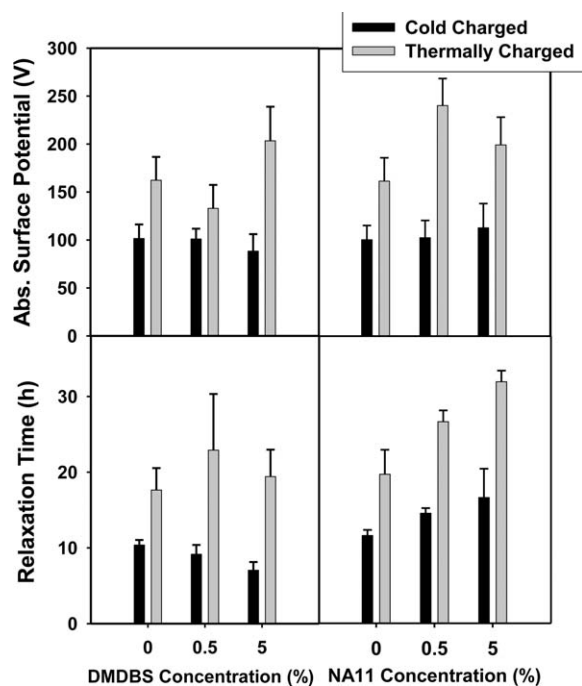 Cold Charged
Thermally Charged
Abs. Surface Potential (V)
300
250
200
150
100
50
0
Relaxation Time (h)
30
20
10
0
0 0.5 5
DMDBS Concentration (%)
0 0.5 5
NA11 Concentration (%)